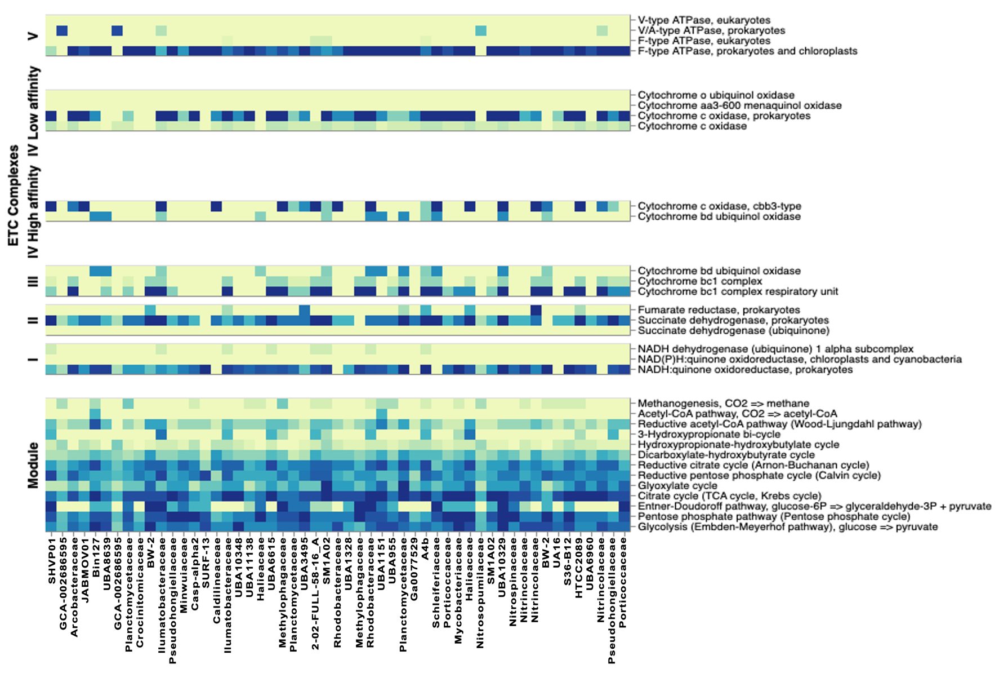 ETC Complexes
V
V-type ATPase, eukaryotes
V/A-type ATPase, prokaryotes
F-type ATPase, eukaryotes
F-type ATPase, prokaryotes and chloroplasts
IV Low affinity
Cytochrome o ubiquinol oxidase
Cytochrome aa3-600 menaquinol oxidase
Cytochrome c oxidase, prokaryotes
Cytochrome c oxidase
IV High affinity
Cytochrome c oxidase, cbb3-type
Cytochrome bd ubiquinol oxidase
III
Cytochrome bd ubiquinol oxidase
Cytochrome bc1 complex
Cytochrome bc1 complex respiratory unit
II
Fumarate reductase, prokaryotes
Succinate dehydrogenase, prokaryotes
Succinate dehydrogenase (ubiquinone)
I
NADH dehydrogenase (ubiquinone) 1 alpha subcomplex
NAD(P)H:quinone oxidoreductase, chloroplasts and cyanobacteria
NADH:quinone oxidoreductase, prokaryotes
Module
Methanogenesis, CO2 => methane
Acetyl-CoA pathway, CO2 => acetyl-CoA
Reductive acetyl-CoA pathway (Wood-Ljungdahl pathway)
3-Hydroxypropionate bi-cycle
Hydroxypropionate-hydroxybutylate cycle
Dicarboxylate-hydroxybutyrate cycle
Reductive citrate cycle (Arnon-Buchanan cycle)
Reductive pentose phosphate cycle (Calvin cycle)
Glyoxylate cycle
Citrate cycle (TCA cycle, Krebs cycle)
Entner-Doudoroff pathway, glucose-6P => glyceraldehyde-3P + pyruvate
Pentose phosphate pathway (Pentose phosphate cycle)
Glycolysis (Embden-Meyerhof pathway), glucose => pyruvate
SHVP01
GCA-002686595
Arcobacteraceae
JABMOV01
Bin127
UBA8639
GCA-002686595
Planctomycetaceae
Crocinitomicaceae
BW-2
Ilumatobacteraceae
Pseudohongiellaceae
Minwuiaceae
Casp-alpha2
SURF-13
Caldilineaceae
Ilumatobacteraceae
UBA10348
UBA11138
Halieaceae
UBA6615
Methylophagaceae
Planctomycetaceae
UBA3495
2-02-FULL-58-16_A
SM1A02
Rhodobacteraceae
UBA1328
Methylophagaceae
Rhodobacteraceae
UBA1151
UBA955
Planctomycetaceae
Ga0077529
A4b
Schleiferiaceae
Porticoccaceae
Mycobacteriaceae
Halieaceae
Nitrosopumilaceae
SM1A02
UBA10329
Nitrospinaceae
Nitrincolaceae
Nitrincolaceae
BW-2
UA16
S36-B12
HTCC2089
UBA6960
Nitrincolaceae
Pseudohongiellaceae
Porticoccaceae